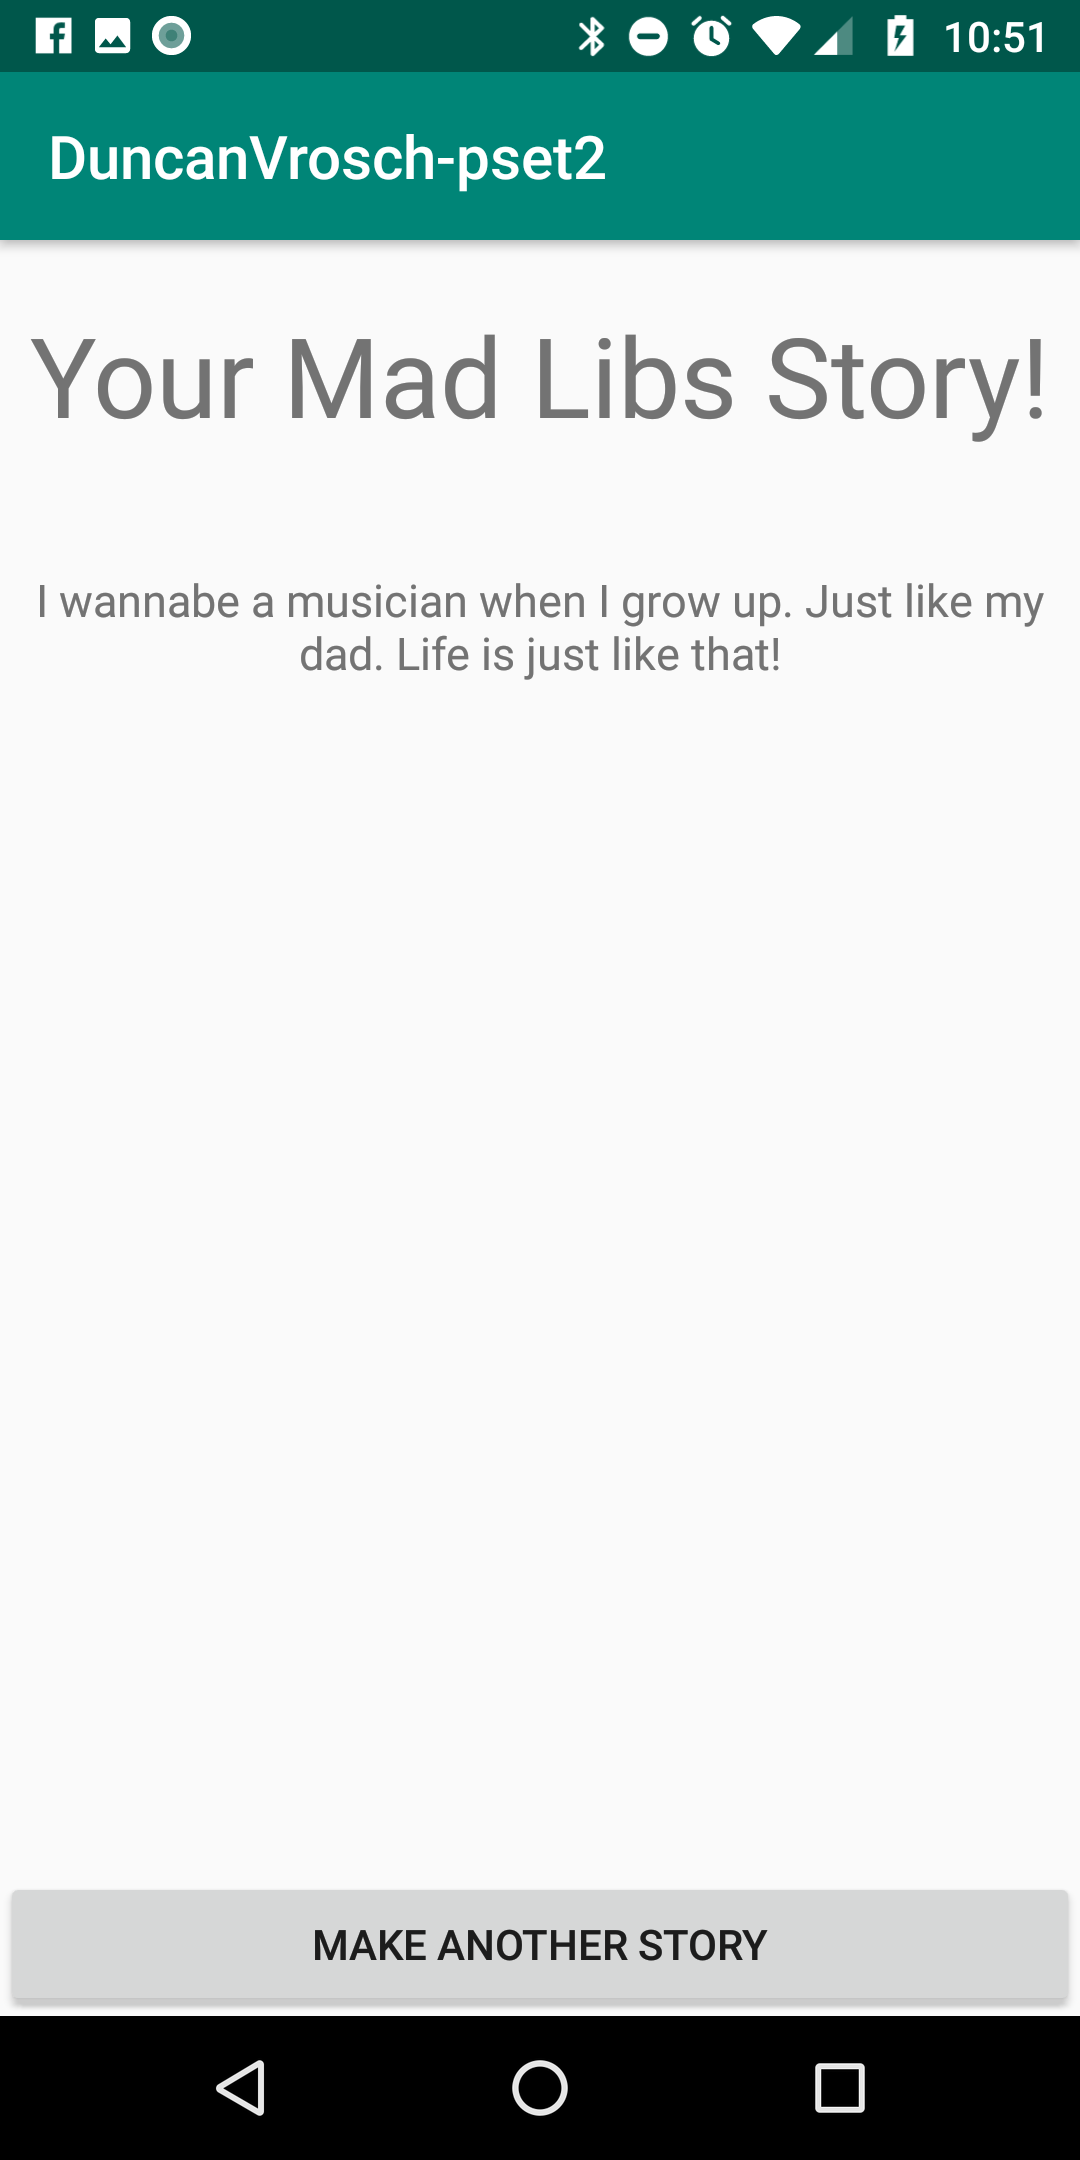 10:51
DuncanVrosch-pset2
Your Mad Libs Story!
I wannabe a musician when I grow up. Just like my
dad. Life is just like that!
MAKE ANOTHER STORY